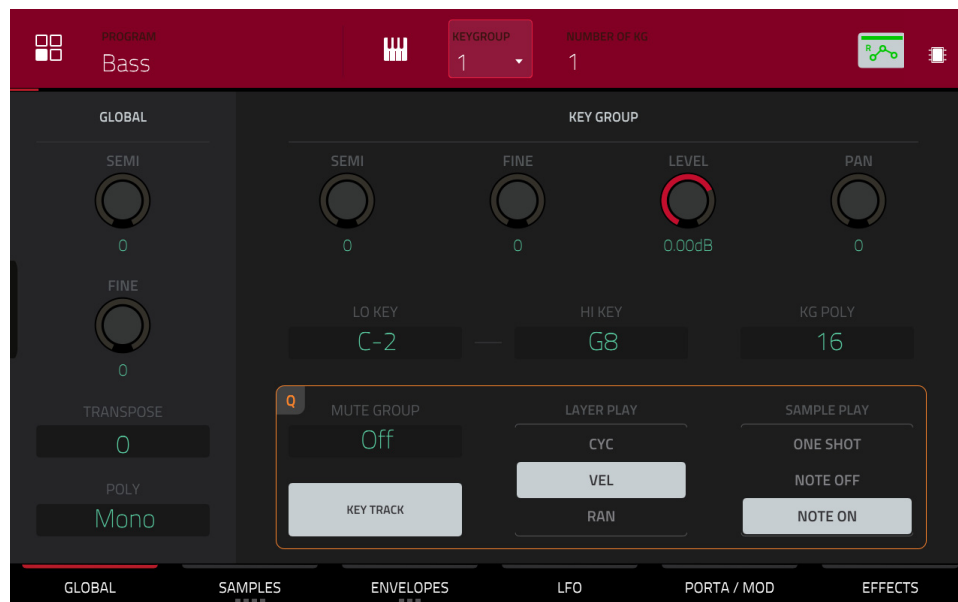 PROGRAM
Bass
KEYGROUP
1
NUMBER OF KG
1
R
GLOBAL
KEY GROUP
SEMI
0
FINE
0
TRANSPOSE
0
POLY
Mono
SEMI
FINE
LEVEL
PAN
0
0
0.00dB
0
LO KEY
HI KEY
KG POLY
C-2
G8
16
Q
MUTE GROUP
Off
KEY TRACK
LAYER PLAY
CYC
VEL
RAN
SAMPLE PLAY
ONE SHOT
NOTE OFF
NOTE ON
GLOBAL
SAMPLES
ENVELOPES
LFO
PORTA / MOD
EFFECTS